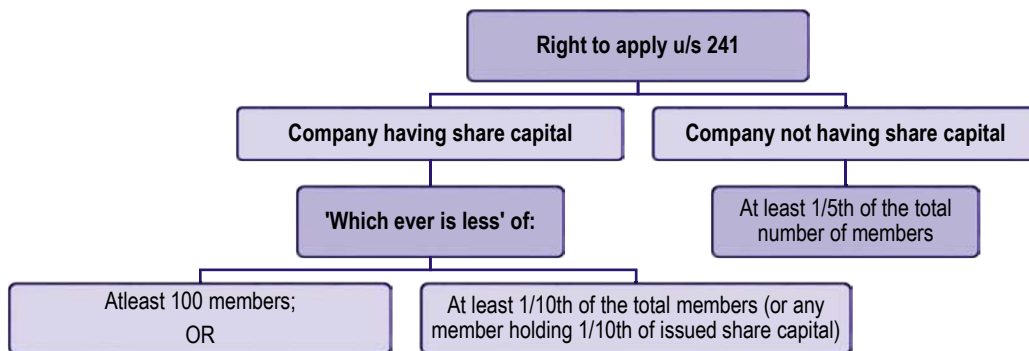 Right to apply u/s 241
Company having share capital
Company not having share capital
'Which ever is less' of:
At least 1/5th of the total
number of members
Atleast 100 members;
OR
At least 1/10th of the total members (or any
member holding 1/10th of issued share capital)